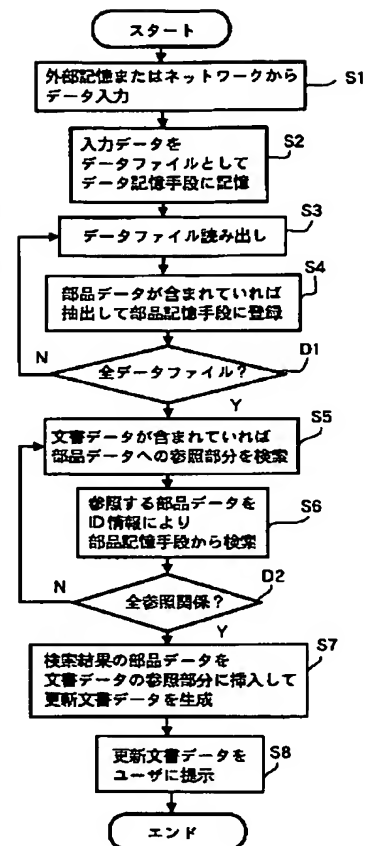 スタート
外部記憶またはネットワークから
データ入力
S1
入力データを
データファイルとして
データ記憶手段に記憶
S2
データファイル読み出し
S3
部品データが含まれていれば
抽出して部品記憶手段に登録
S4
全データファイル?
D1
N
Y
文書データが含まれていれば
部品データへの参照部分を検索
S5
参照する部品データを
ID情報により
部品記憶手段から検索
S6
全参照関係?
D2
N
Y
検索結果の部品データを
文書データの参照部分に挿入して
更新文書データを生成
S7
更新文書データを
ユーザに提示
S8
エンド